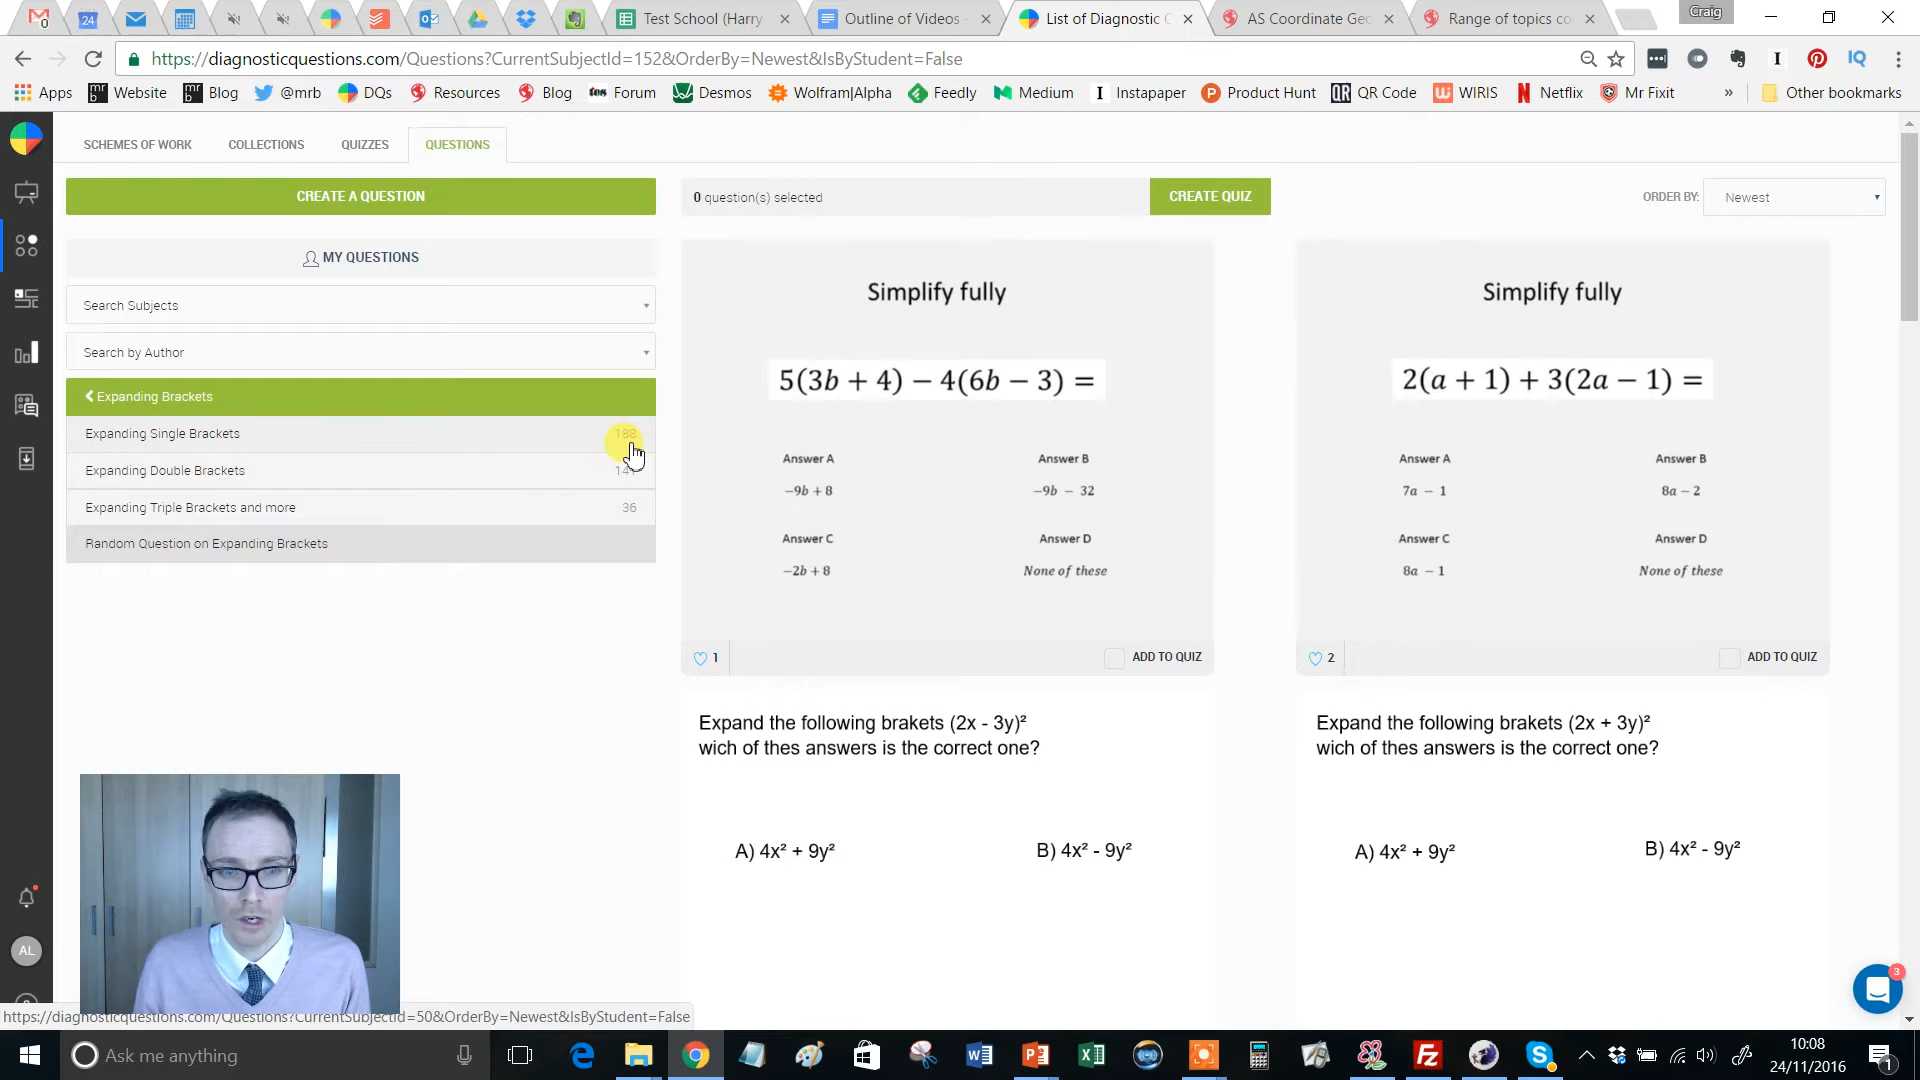 Test School (Harry
Outline of Videos -
List of Diagnostic Q
AS Coordinate Geo
Range of topics co
Craig
https://diagnosticquestions.com/Questions?CurrentSubjectId=152&OrderBy=Newest&IsByStudent=False
Apps
Website
Blog
@mrb
DQs
Resources
Blog
Forum
Desmos
Wolfram|Alpha
Feedly
Medium
Instapaper
Product Hunt
QR Code
WIRIS
Netflix
Mr Fixit
»
Other bookmarks
SCHEMES OF WORK
COLLECTIONS
QUIZZES
QUESTIONS
CREATE A QUESTION
0 question(s) selected
CREATE QUIZ
ORDER BY:
Newest
MY QUESTIONS
Search Subjects
Search by Author
Expanding Brackets
Expanding Single Brackets 188
Expanding Double Brackets
Expanding Triple Brackets and more 36
Random Question on Expanding Brackets
Simplify fully
5(3b + 4) − 4(6b − 3) =
Answer A
Answer B
−9b + 8
−9b − 32
Answer C
Answer D
−2b + 8
None of these
1
ADD TO QUIZ
Simplify fully
2(a + 1) + 3(2a − 1) =
Answer A
Answer B
7a − 1
8a − 2
Answer C
Answer D
8a − 1
None of these
2
ADD TO QUIZ
Expand the following brakets (2x - 3y)²
wich of thes answers is the correct one?
A) 4x² + 9y²
B) 4x² - 9y²
Expand the following brakets (2x + 3y)²
wich of thes answers is the correct one?
A) 4x² + 9y²
B) 4x² - 9y²
AL
3
https://diagnosticquestions.com/Questions?CurrentSubjectId=50&OrderBy=Newest&IsByStudent=False
Ask me anything
10:08
24/11/2016
1